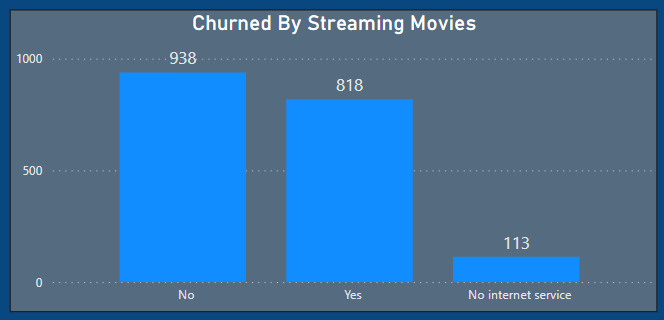 Churned By Streaming Movies
1000
500
0
938
818
113
No
Yes
No internet service